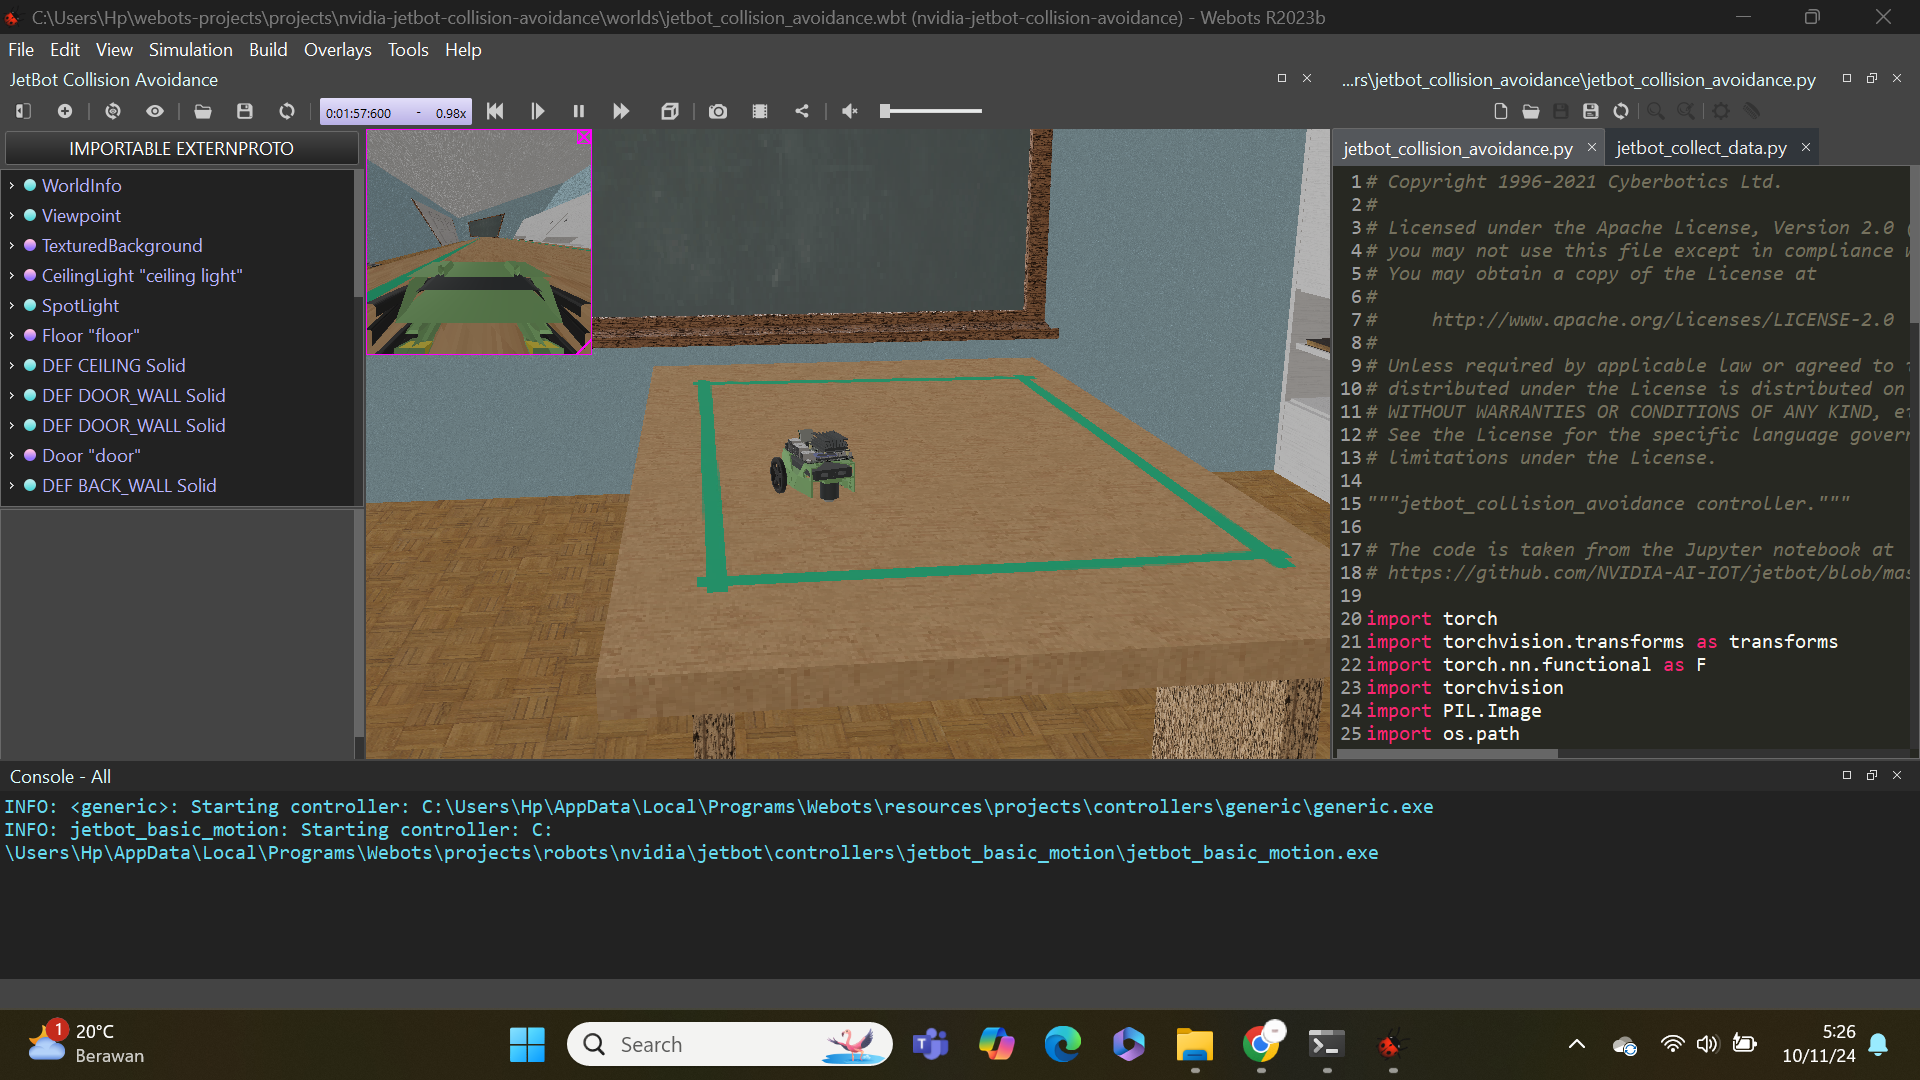 C:\Users\Hp\webots-projects\projects\nvidia-jetbot-collision-avoidance\worlds\jetbot_collision_avoidance.wbt (nvidia-jetbot-collision-avoidance) - Webots R2023b
File Edit View Simulation Build Overlays Tools Help
JetBot Collision Avoidance
0:01:57:600 - 0.98x
IMPORTABLE EXTERNPROTO
WorldInfo
Viewpoint
TexturedBackground
CeilingLight "ceiling light"
SpotLight
Floor "floor"
DEF CEILING Solid
DEF DOOR_WALL Solid
DEF DOOR_WALL Solid
Door "door"
DEF BACK_WALL Solid
...rs\jetbot_collision_avoidance\jetbot_collision_avoidance.py
jetbot_collision_avoidance.py
jetbot_collect_data.py
1 # Copyright 1996-2021 Cyberbotics Ltd.
2 #
3 # Licensed under the Apache License, Version 2.0
4 # you may not use this file except in compliance
5 # You may obtain a copy of the License at
6 #
7 # http://www.apache.org/licenses/LICENSE-2.0
8 #
9 # Unless required by applicable law or agreed to
10 # distributed under the License is distributed on
11 # WITHOUT WARRANTIES OR CONDITIONS OF ANY KIND,
12 # See the License for the specific language gover
13 # limitations under the License.
14
15 """jetbot_collision_avoidance controller."""
16
17 # The code is taken from the Jupyter notebook at
18 # https://github.com/NVIDIA-AI-IOT/jetbot/blob/mas
19
20 import torch
21 import torchvision.transforms as transforms
22 import torch.nn.functional as F
23 import torchvision
24 import PIL.Image
25 import os.path
Console - All
INFO: <generic>: Starting controller: C:\Users\Hp\AppData\Local\Programs\Webots\resources\projects\controllers\generic\generic.exe
INFO: jetbot_basic_motion: Starting controller: C:
\Users\Hp\AppData\Local\Programs\Webots\projects\robots\nvidia\jetbot\controllers\jetbot_basic_motion\jetbot_basic_motion.exe
1
20°C
Berawan
Search
5:26
10/11/24